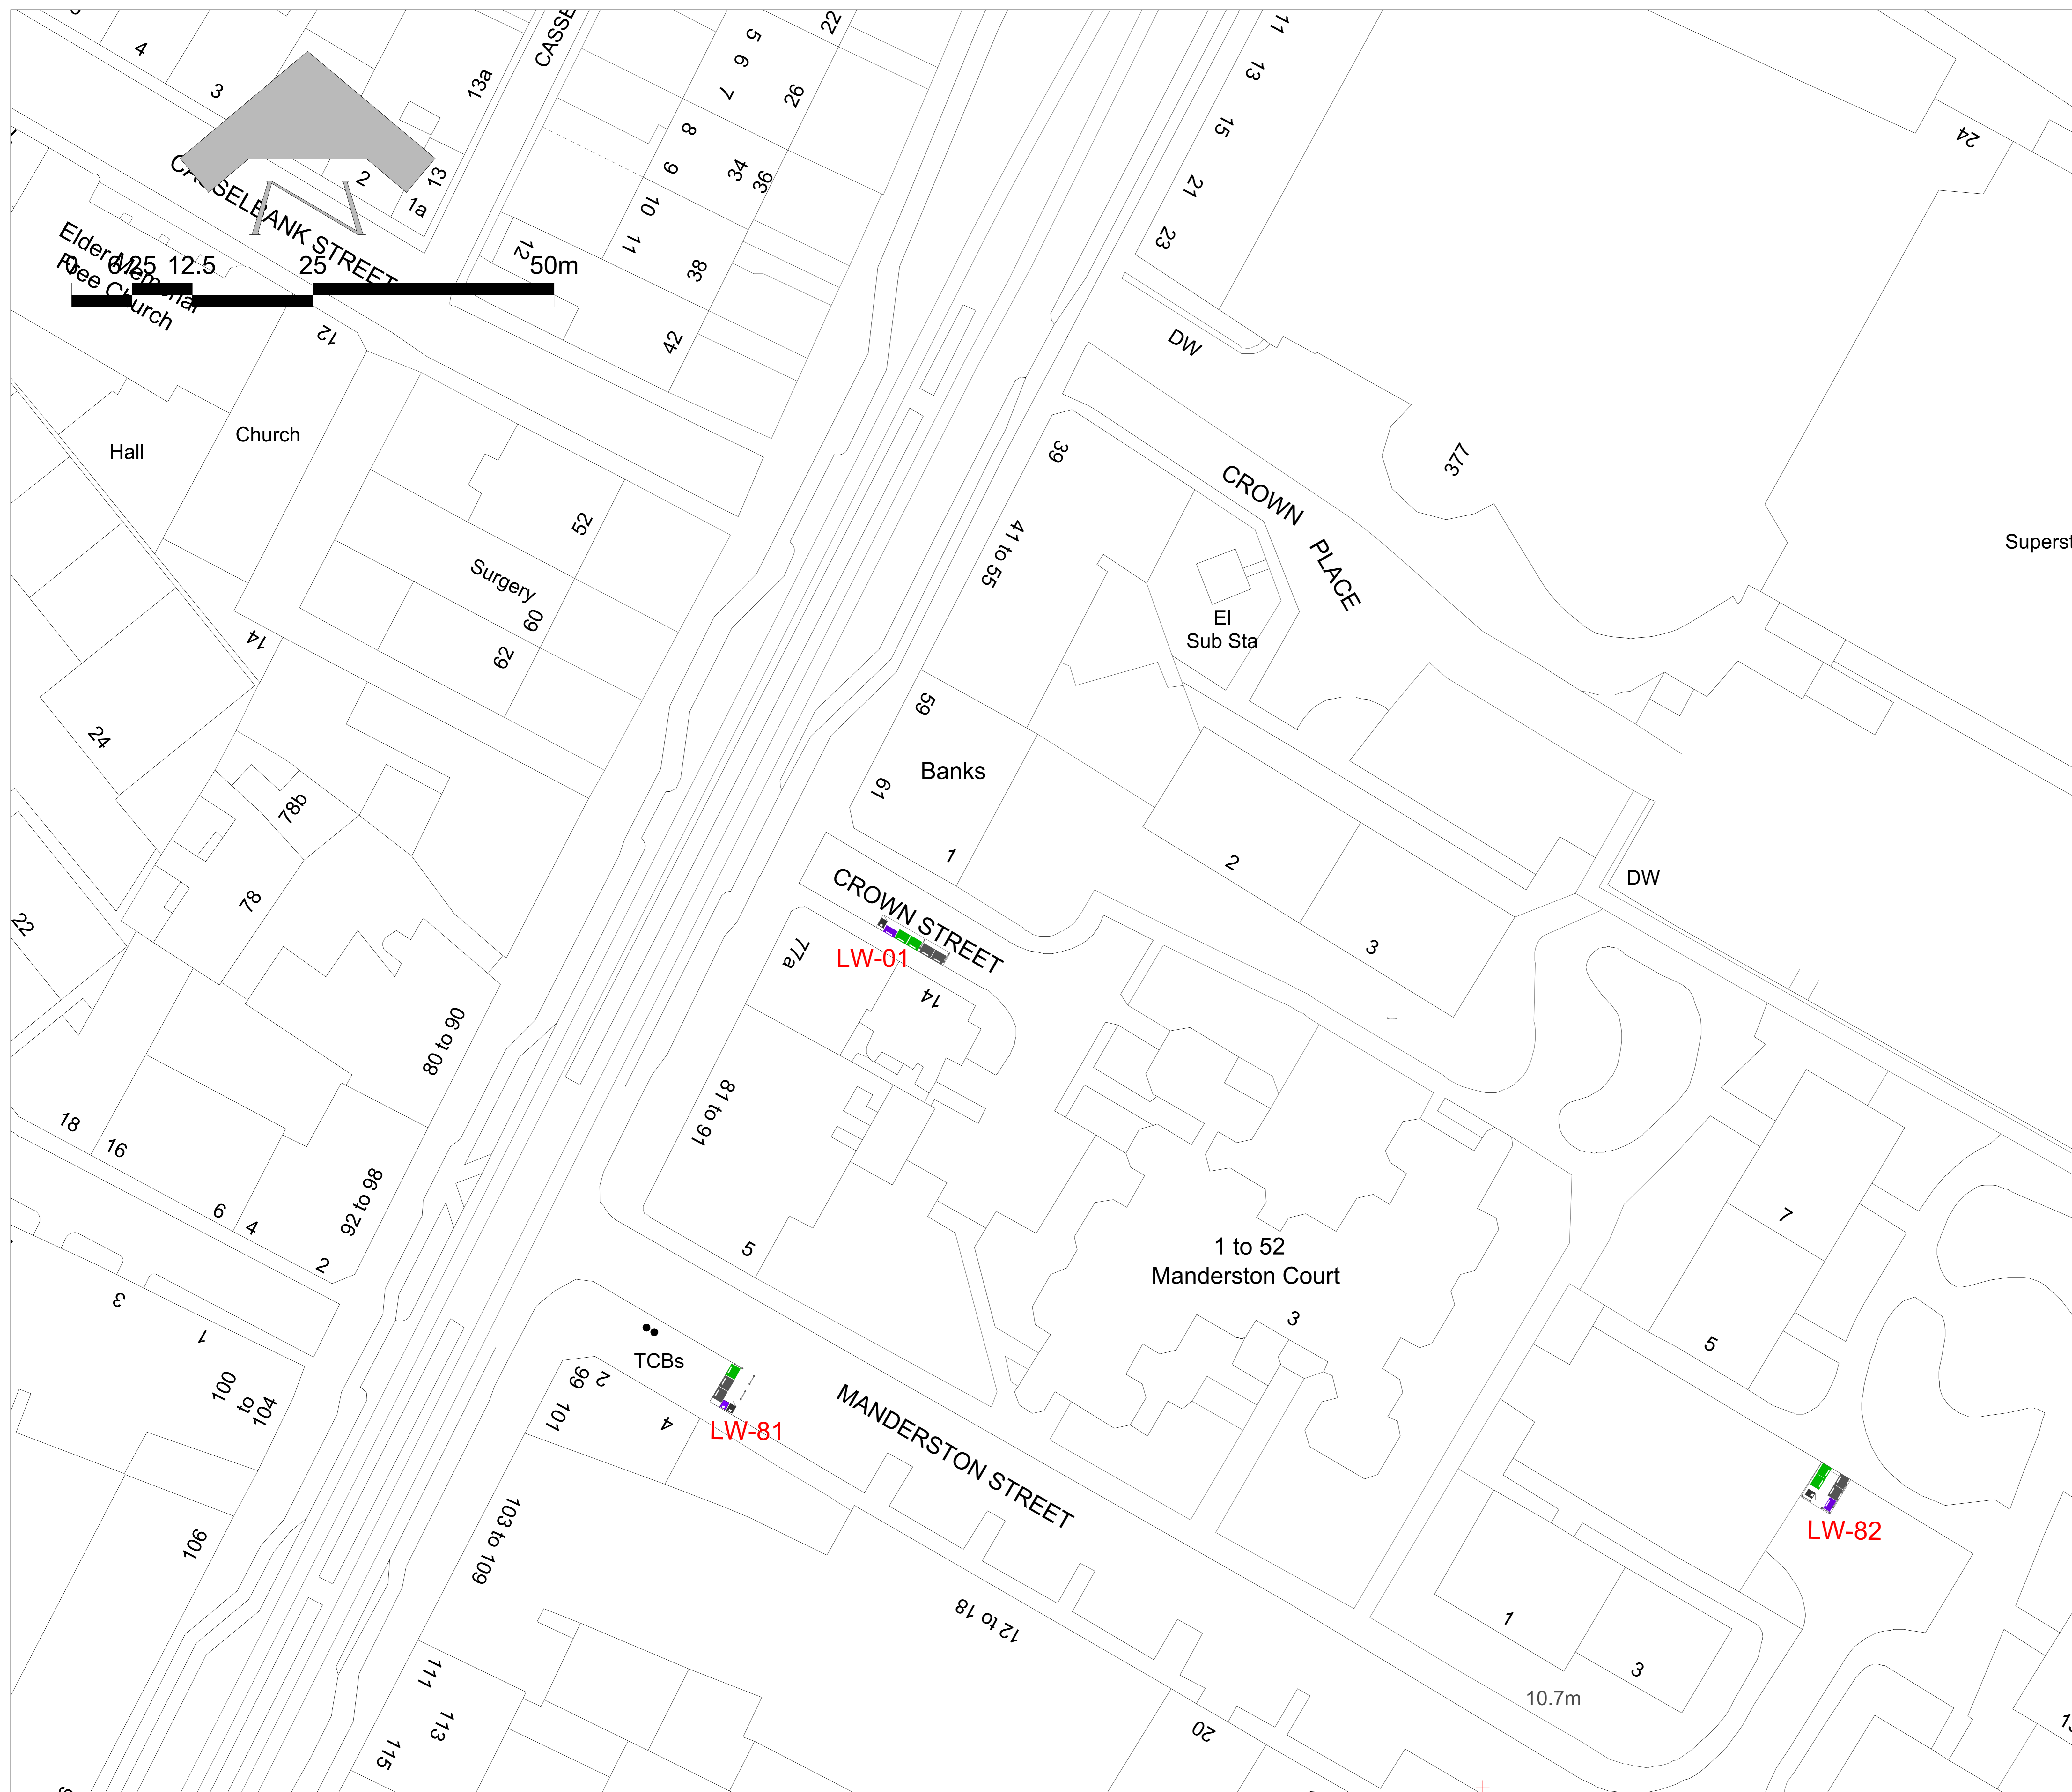 4
3
13a
CASSE
5
6
7
22
26
8
9
34
36
10
11
12
38
42
2
13
1a
CASSELBANK STREET
Elder Memorial
Free Church
0 6.25 12.5 25 50m
12
Church
Hall
11
13
15
21
23
24
DW
377
Superst
39
41 to 55
CROWN
PLACE
El
Sub Sta
52
Surgery
60
62
14
24
78b
78
22
59
61
Banks
1
2
3
DW
CROWN STREET
LW-01
77a
14
80 to 90
81 to 91
18
16
6
4
2
92 to 98
5
7
5
1 to 52
Manderston Court
3
3
1
100
to
104
TCBs
99
2
101
4
LW-81
MANDERSTON STREET
LW-82
106
103 to 109
12 to 18
1
3
10.7m
111
113
115
20